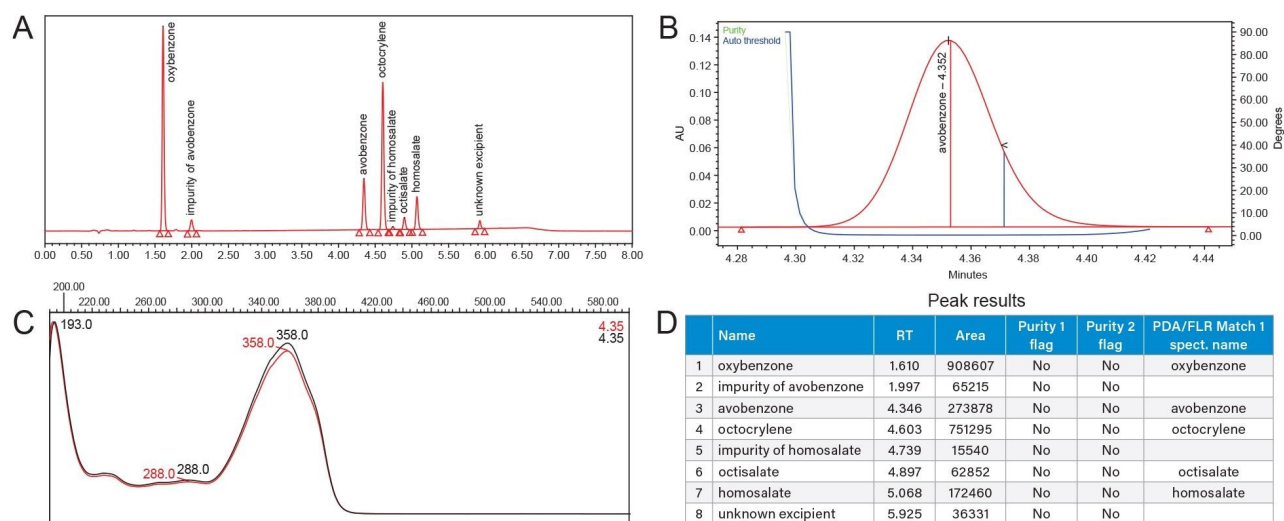 A
oxybenzone
impurity of avobenzone
avobenzone
octocrylene
impurity of homosalate
octisalate
homosalate
unknown excipient
0.00 0.50 1.00 1.50 2.00 2.50 3.00 3.50 4.00 4.50 5.00 5.50 6.00 6.50 7.00 7.50 8.00
B
Purity
Auto threshold
avobenzone – 4.352
AU
0.14
0.12
0.10
0.08
0.06
0.04
0.02
0.00
90.00
80.00
70.00
60.00
50.00
40.00
30.00
20.00
10.00
0.00
Degrees
4.28 4.30 4.32 4.34 4.36 4.38 4.40 4.42 4.44
Minutes
C
200.00
220.00 260.00 300.00 340.00 380.00 420.00 460.00 500.00 540.00 580.00
193.0
358.0
358.0
288.0
288.0
4.35
4.35
Peak results
D
Name RT Area Purity 1 flag Purity 2 flag PDA/FLR Match 1 spect. name
1 oxybenzone 1.610 908607 No No oxybenzone
2 impurity of avobenzone 1.997 65215 No No
3 avobenzone 4.346 273878 No No avobenzone
4 octocrylene 4.603 751295 No No octocrylene
5 impurity of homosalate 4.739 15540 No No
6 octisalate 4.897 62852 No No octisalate
7 homosalate 5.068 172460 No No homosalate
8 unknown excipient 5.925 36331 No No